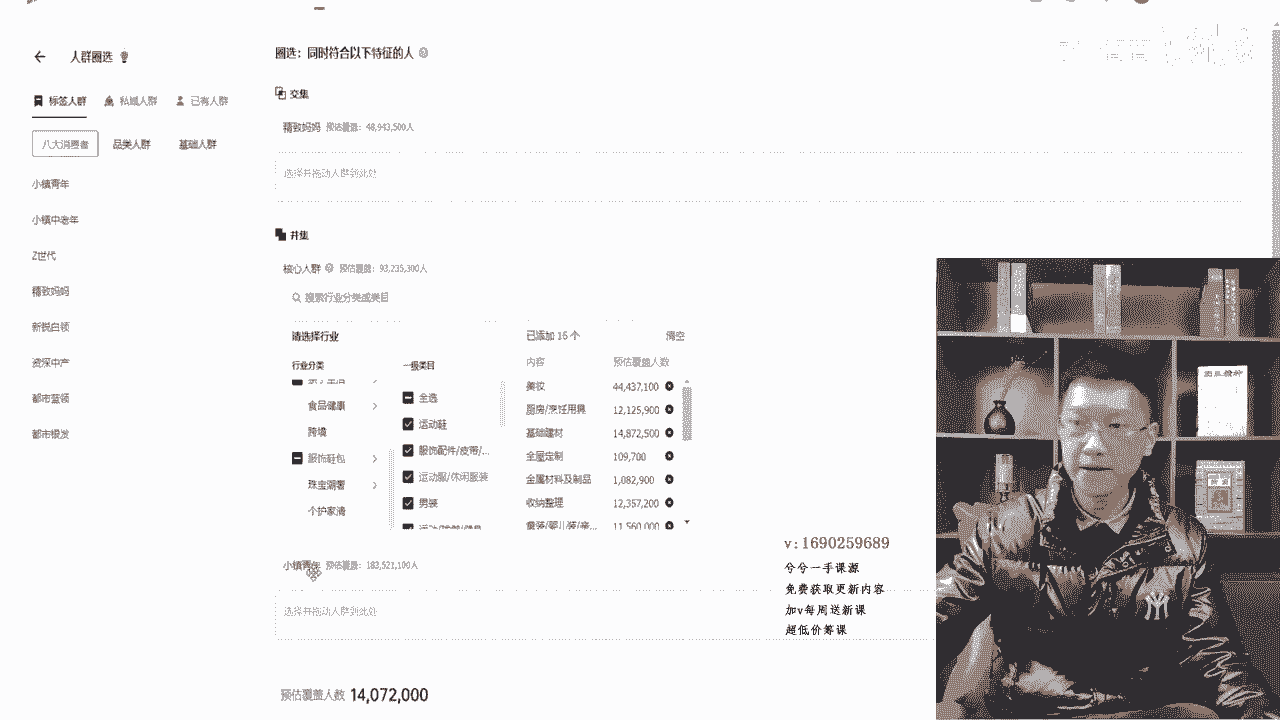 人群圈选
标签人群 私域人群 已有人群
八大消费者 品类人群 基础人群
小镇青年
小镇中老年
Z世代
精致妈妈
新锐白领
资深中产
都市蓝领
都市银发
圈选：同时符合以下特征的人
交集
精致妈妈 预估覆盖：48,943,500人
选择并拖动人群到此处
并集
核心人群 预估覆盖：93,235,300人
搜索行业分类或类目
请选择行业 已添加 15 个 清空
行业分类 一级类目 内容 预估覆盖人数
食品健康
跨境
服饰鞋包
珠宝潮奢
个护家清
全选
运动鞋
服饰配件/皮带/...
运动服/休闲服装
男装
美妆 44,437,100
厨房/烹饪用具 12,125,900
基础建材 14,872,500
全屋定制 109,700
金属材料及制品 1,082,900
收纳整理 12,357,200
童装/婴儿装/亲... 11,560,000
小镇青年 预估覆盖：183,521,100人
选择并拖动人群到此处
预估覆盖人数 14,072,000
v:1690259689
兮兮一手课源
免费获取更新内容
加v每周送新课
超低价筹课